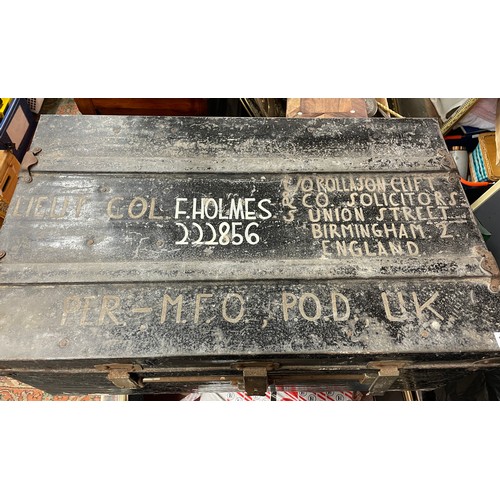 LIEUT COL. F.HOLMES
222856
C/O ROLLASON CLIFT
& CO. SOLICITORS
5 UNION STREET
BIRMINGHAM 2
ENGLAND
PER-M.F.O, P.O.D. UK